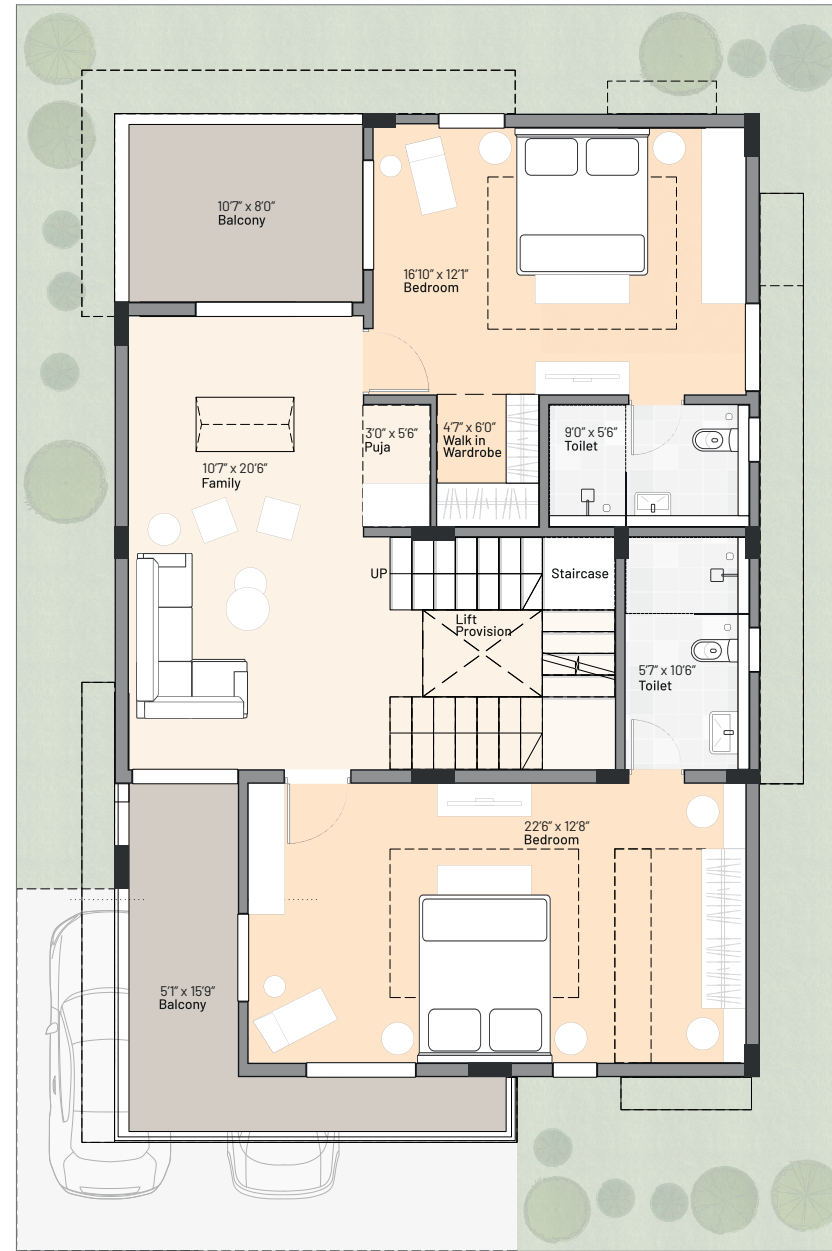 10'7" x 8'0"
Balcony
16'10" x 12'1"
Bedroom
3'0" x 5'6"
Puja
4'7" x 6'0"
Walk in
Wardrobe
9'0" x 5'6"
Toilet
10'7" x 20'6"
Family
UP
Staircase
Lift
Provision
5'7" x 10'6"
Toilet
22'6" x 12'8"
Bedroom
5'1" x 15'9"
Balcony